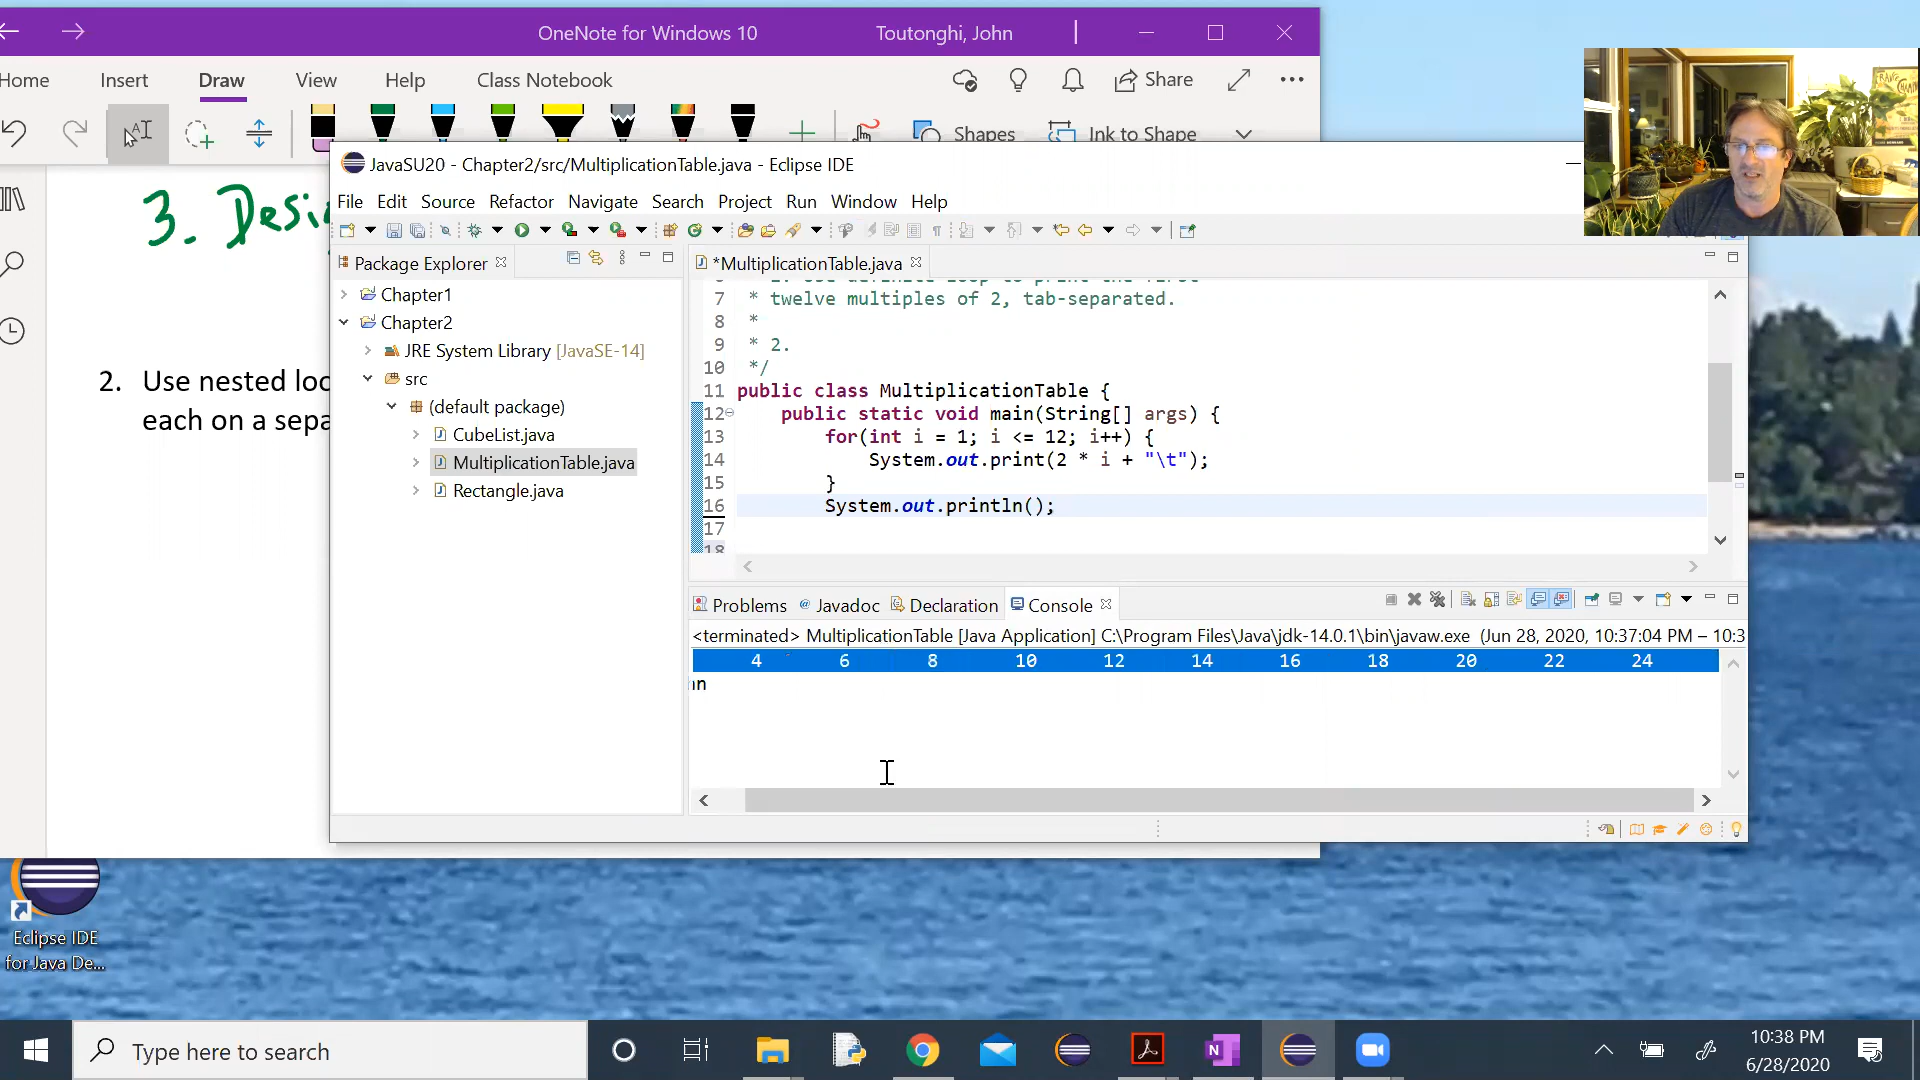 OneNote for Windows 10
Toutonghi, John
Home Insert Draw View Help Class Notebook
Share
Shapes
Ink to Shape
3. Desi
JavaSU20 - Chapter2/src/MultiplicationTable.java - Eclipse IDE
File Edit Source Refactor Navigate Search Project Run Window Help
Package Explorer
Chapter1
Chapter2
JRE System Library [JavaSE-14]
src
(default package)
CubeList.java
MultiplicationTable.java
Rectangle.java
2. Use nested loo
each on a sepa
*MultiplicationTable.java
7 * twelve multiples of 2, tab-separated.
8 *
9 * 2.
10 */
11 public class MultiplicationTable {
12 public static void main(String[] args) {
13 for(int i = 1; i <= 12; i++) {
14 System.out.print(2 * i + "\t");
15 }
16 System.out.println();
17
18
Problems Javadoc Declaration Console
<terminated> MultiplicationTable [Java Application] C:\Program Files\Java\jdk-14.0.1\bin\javaw.exe (Jun 28, 2020, 10:37:04 PM – 10:3
4 6 8 10 12 14 16 18 20 22 24
Eclipse IDE
for Java De...
Type here to search
10:38 PM
6/28/2020